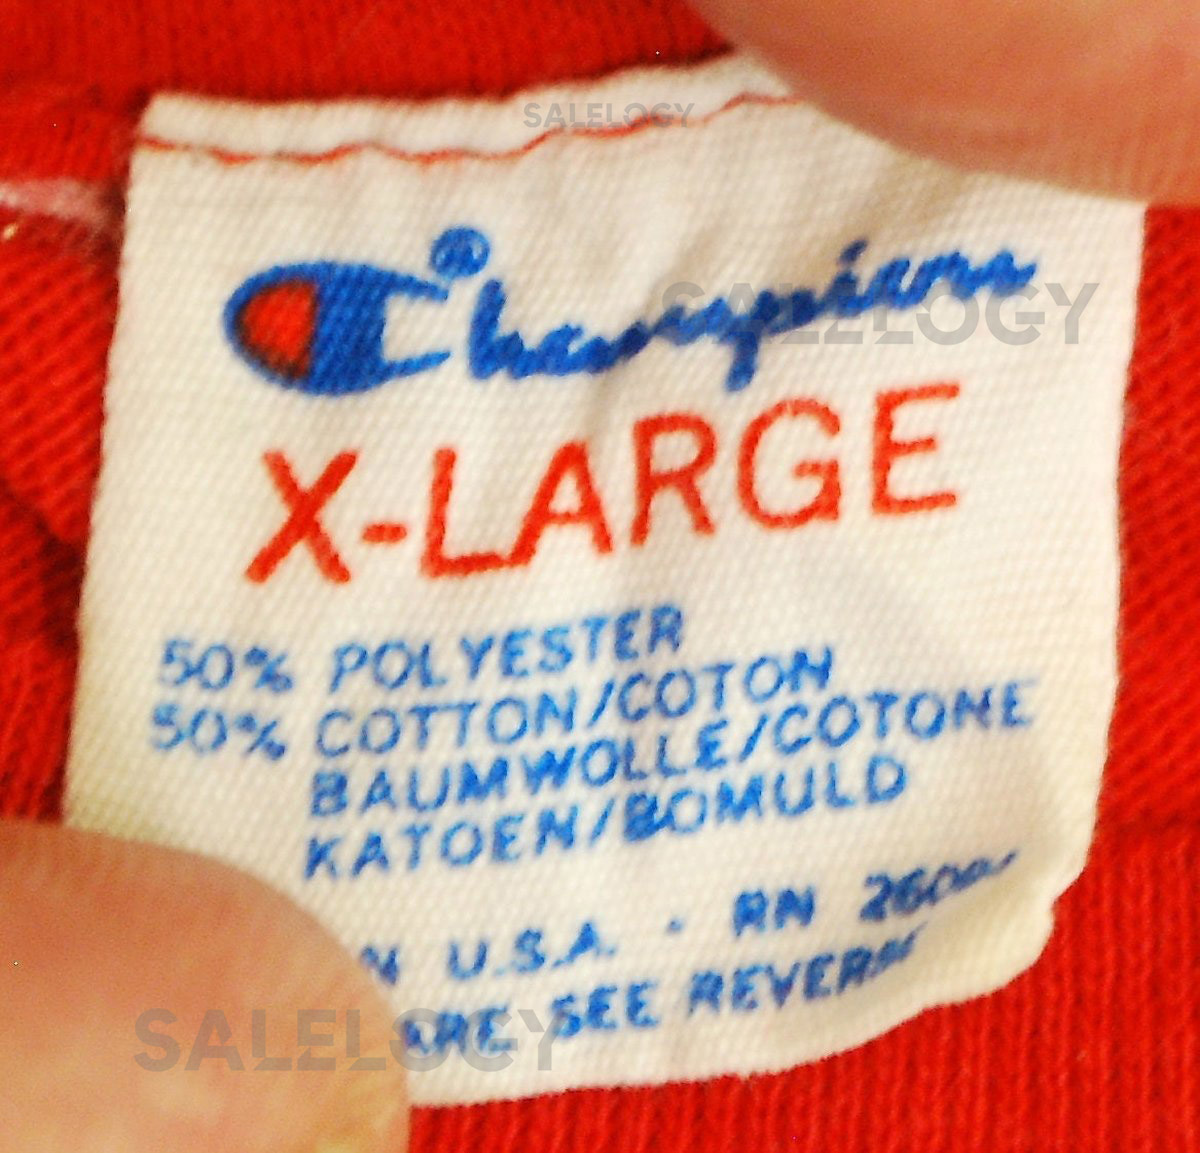 SALELOGY
Champion®
SALELOGY
X-LARGE
50% POLYESTER
50% COTTON/COTON
BAUMWOLLE/COTONE
KATOEN/BOMULD
U.S.A. · RN
SEE REVERSE
SALELOGY